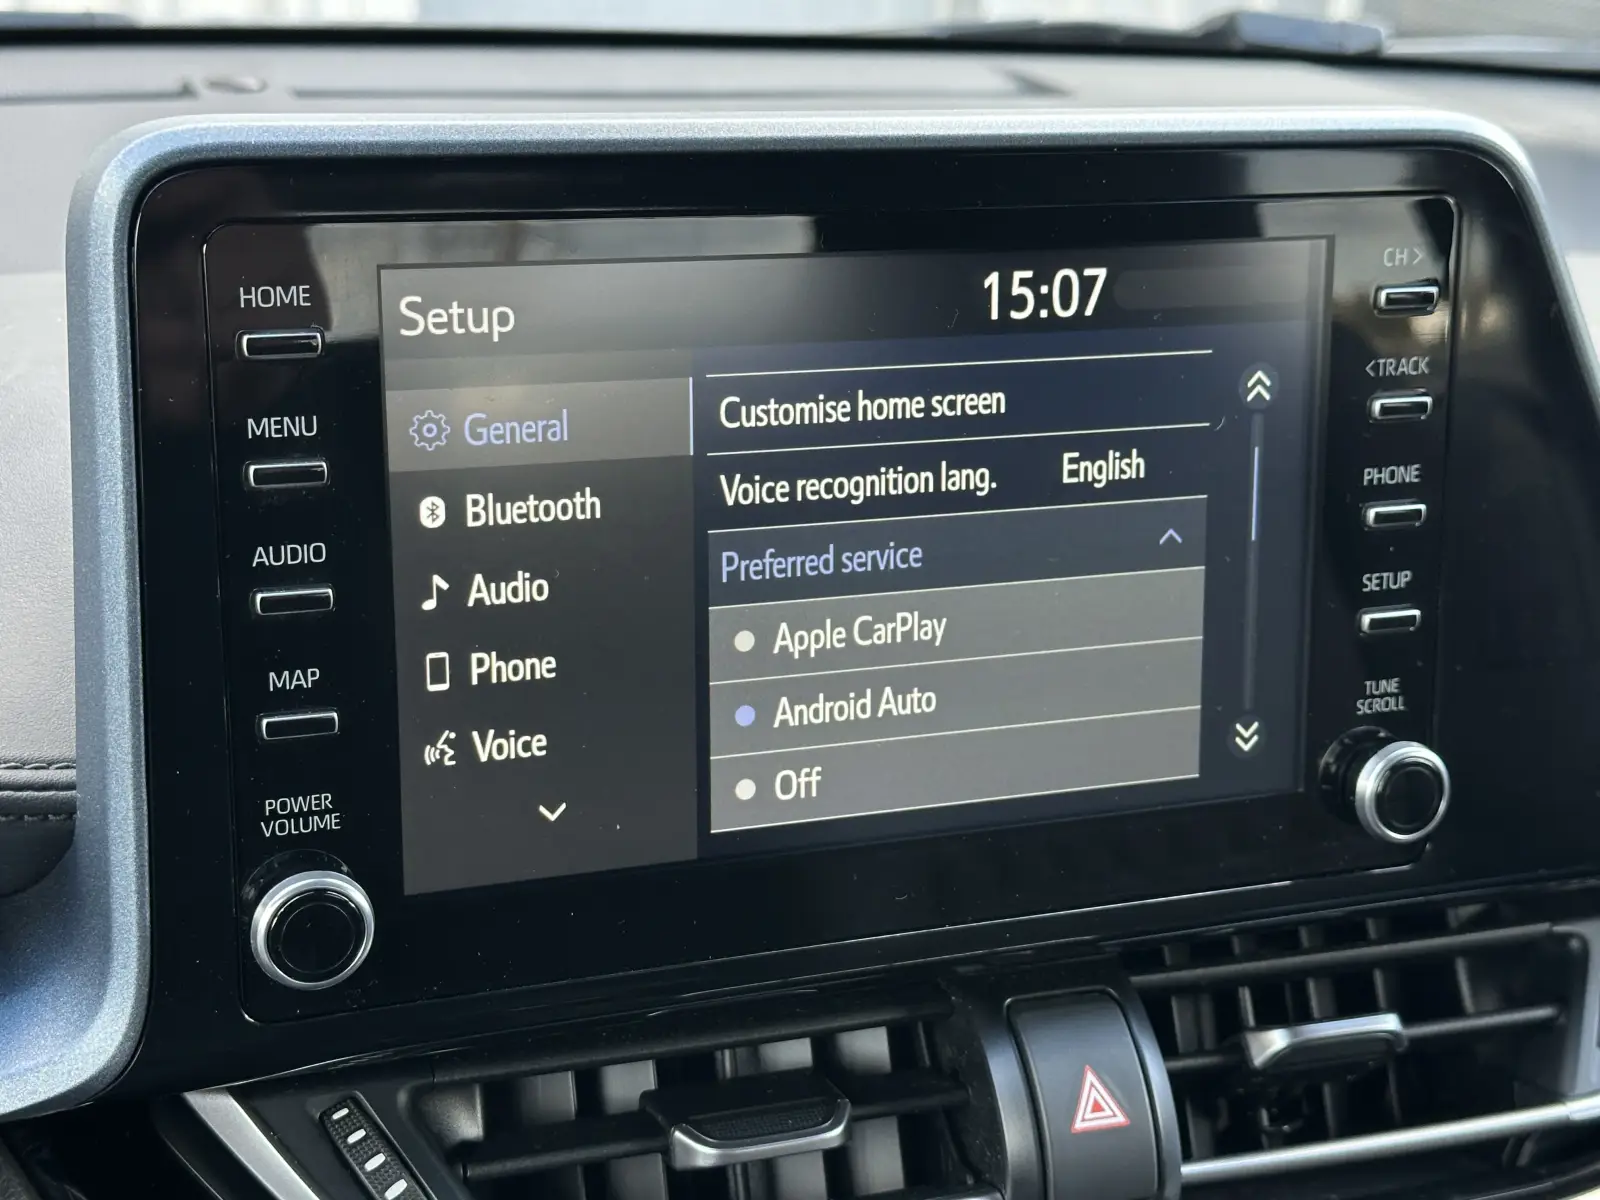 HOME
MENU
AUDIO
MAP
POWER
VOLUME
Setup
15:07
General
Bluetooth
Audio
Phone
Voice
Customise home screen
Voice recognition lang. English
Preferred service
Apple CarPlay
Android Auto
Off
CH >
< TRACK
PHONE
SETUP
TUNE
SCROLL